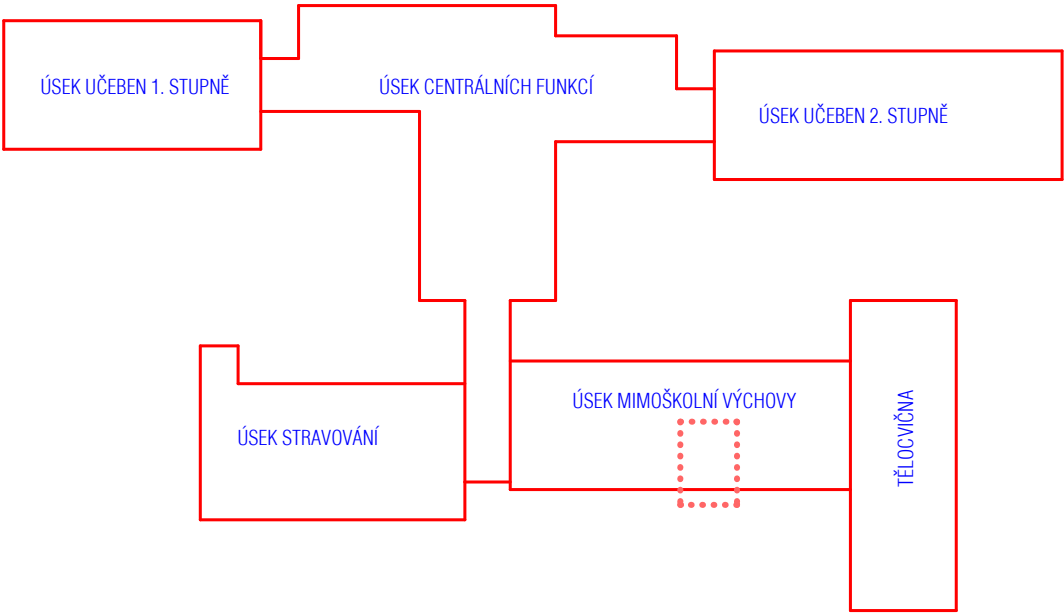 ÚSEK UČEBEN 1. STUPNĚ
ÚSEK CENTRÁLNÍCH FUNKCÍ
ÚSEK UČEBEN 2. STUPNĚ
ÚSEK MIMOŠKOLNÍ VÝCHOVY
ÚSEK STRAVOVÁNÍ
TĚLOCVIČNA